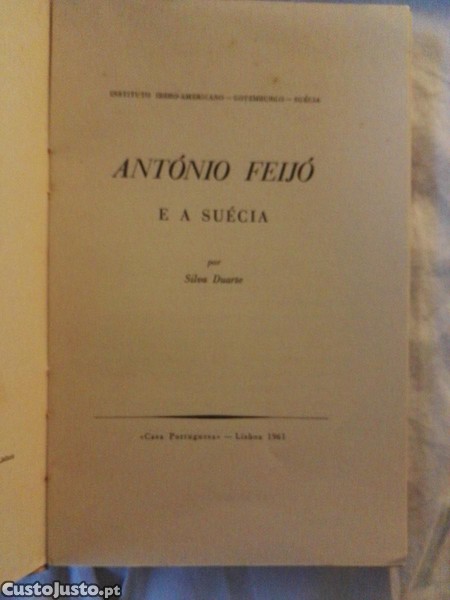 INSTITUTO IBERO-AMERICANO — GOTEMBURGO — SUÉCIA
ANTÓNIO FEIJÓ
E A SUÉCIA
por
Silva Duarte
«Casa Portuguesa» — Lisboa 1961
CustoJusto.pt